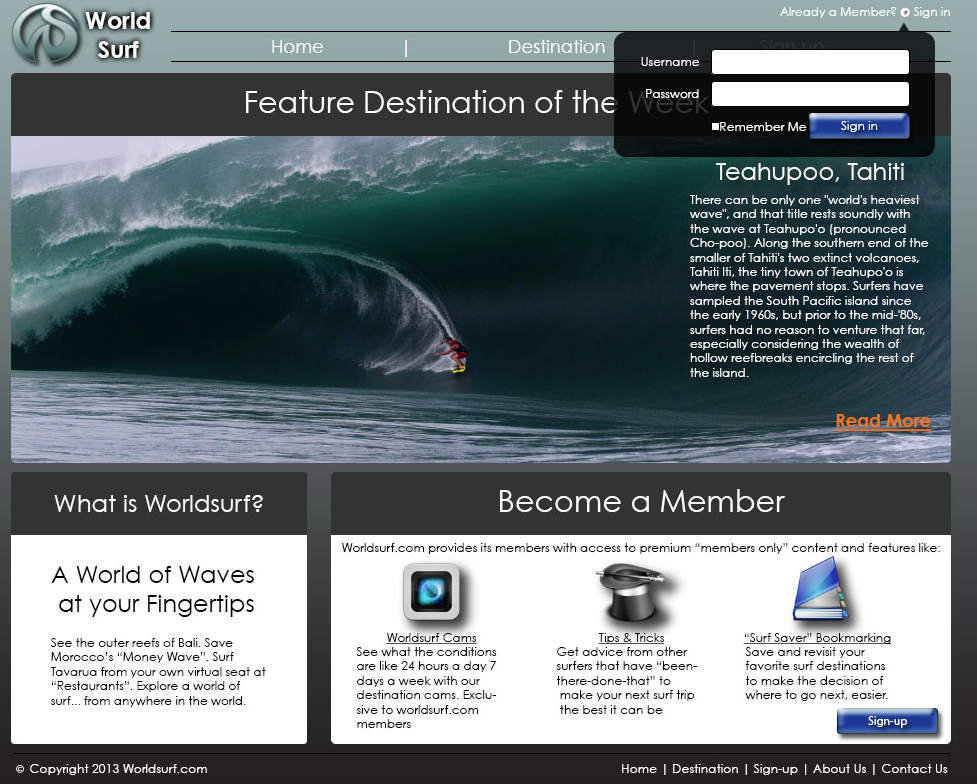 World
Surf
Already a Member? Sign in
Home | Destination | Sign-up
Username
Password
Remember Me Sign in
Feature Destination of the Week
Teahupoo, Tahiti
There can be only one "world's heaviest
wave", and that title rests soundly with
the wave at Teahupo'o (pronounced
Cho-poo). Along the southern end of the
smaller of Tahiti's two extinct volcanoes,
Tahiti Iti, the tiny town of Teahupo'o is
where the pavement stops. Surfers have
sampled the South Pacific island since
the early 1960s, but prior to the mid-'80s,
surfers had no reason to venture that far,
especially considering the wealth of
hollow reefbreaks encircling the rest of
the island.
Read More
What is Worldsurf?
A World of Waves
at your Fingertips
See the outer reefs of Bali. Save
Morocco's “Money Wave”. Surf
Tavarua from your own virtual seat at
“Restaurants”. Explore a world of
surf... from anywhere in the world.
Become a Member
Worldsurf.com provides its members with access to premium “members only” content and features like:
Worldsurf Cams
See what the conditions
are like 24 hours a day 7
days a week with our
destination cams. Exclu-
sive to worldsurf.com
members
Tips & Tricks
Get advice from other
surfers that have “been-
there-done-that” to
make your next surf trip
the best it can be
“Surf Saver” Bookmarking
Save and revisit your
favorite surf destinations
to make the decision of
where to go next, easier.
Sign-up
© Copyright 2013 Worldsurf.com
Home | Destination | Sign-up | About Us | Contact Us